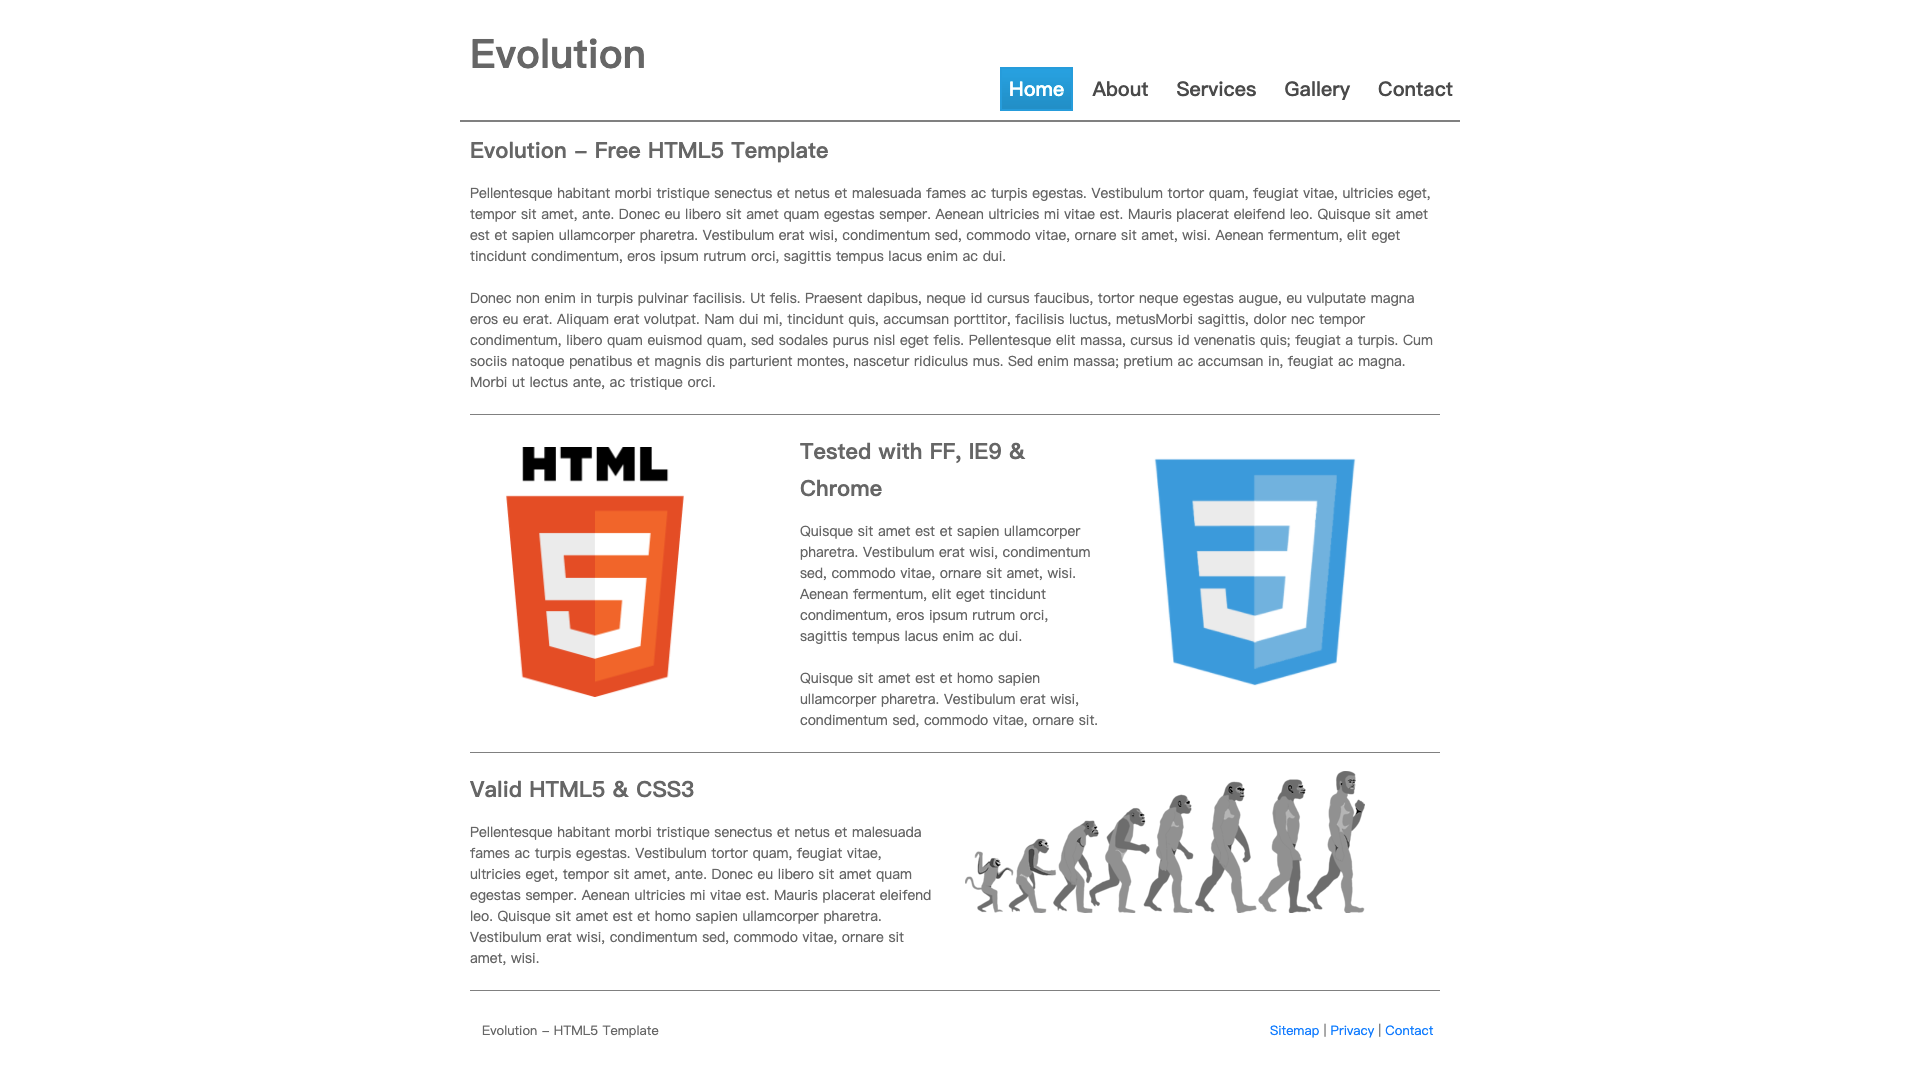 Evolution
Home About Services Gallery Contact
Evolution – Free HTML5 Template
Pellentesque habitant morbi tristique senectus et netus et malesuada fames ac turpis egestas. Vestibulum tortor quam, feugiat vitae, ultricies eget,
tempor sit amet, ante. Donec eu libero sit amet quam egestas semper. Aenean ultricies mi vitae est. Mauris placerat eleifend leo. Quisque sit amet
est et sapien ullamcorper pharetra. Vestibulum erat wisi, condimentum sed, commodo vitae, ornare sit amet, wisi. Aenean fermentum, elit eget
tincidunt condimentum, eros ipsum rutrum orci, sagittis tempus lacus enim ac dui.
Donec non enim in turpis pulvinar facilisis. Ut felis. Praesent dapibus, neque id cursus faucibus, tortor neque egestas augue, eu vulputate magna
eros eu erat. Aliquam erat volutpat. Nam dui mi, tincidunt quis, accumsan porttitor, facilisis luctus, metusMorbi sagittis, dolor nec tempor
condimentum, libero quam euismod quam, sed sodales purus nisl eget felis. Pellentesque elit massa, cursus id venenatis quis; feugiat a turpis. Cum
sociis natoque penatibus et magnis dis parturient montes, nascetur ridiculus mus. Sed enim massa; pretium ac accumsan in, feugiat ac magna.
Morbi ut lectus ante, ac tristique orci.
HTML
5
Tested with FF, IE9 &
Chrome
Quisque sit amet est et sapien ullamcorper
pharetra. Vestibulum erat wisi, condimentum
sed, commodo vitae, ornare sit amet, wisi.
Aenean fermentum, elit eget tincidunt
condimentum, eros ipsum rutrum orci,
sagittis tempus lacus enim ac dui.
Quisque sit amet est et homo sapien
ullamcorper pharetra. Vestibulum erat wisi,
condimentum sed, commodo vitae, ornare sit.
3
Valid HTML5 & CSS3
Pellentesque habitant morbi tristique senectus et netus et malesuada
fames ac turpis egestas. Vestibulum tortor quam, feugiat vitae,
ultricies eget, tempor sit amet, ante. Donec eu libero sit amet quam
egestas semper. Aenean ultricies mi vitae est. Mauris placerat eleifend
leo. Quisque sit amet est et homo sapien ullamcorper pharetra.
Vestibulum erat wisi, condimentum sed, commodo vitae, ornare sit
amet, wisi.
Evolution – HTML5 Template
Sitemap | Privacy | Contact